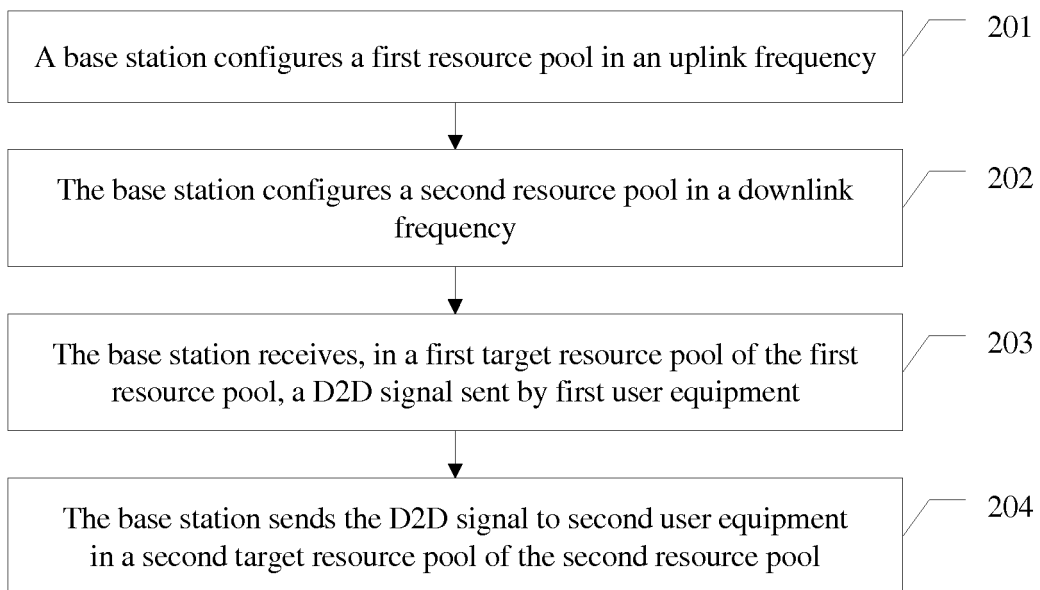 201
A base station configures a first resource pool in an uplink frequency
202
The base station configures a second resource pool in a downlink
frequency
203
The base station receives, in a first target resource pool of the first
resource pool, a D2D signal sent by first user equipment
204
The base station sends the D2D signal to second user equipment
in a second target resource pool of the second resource pool